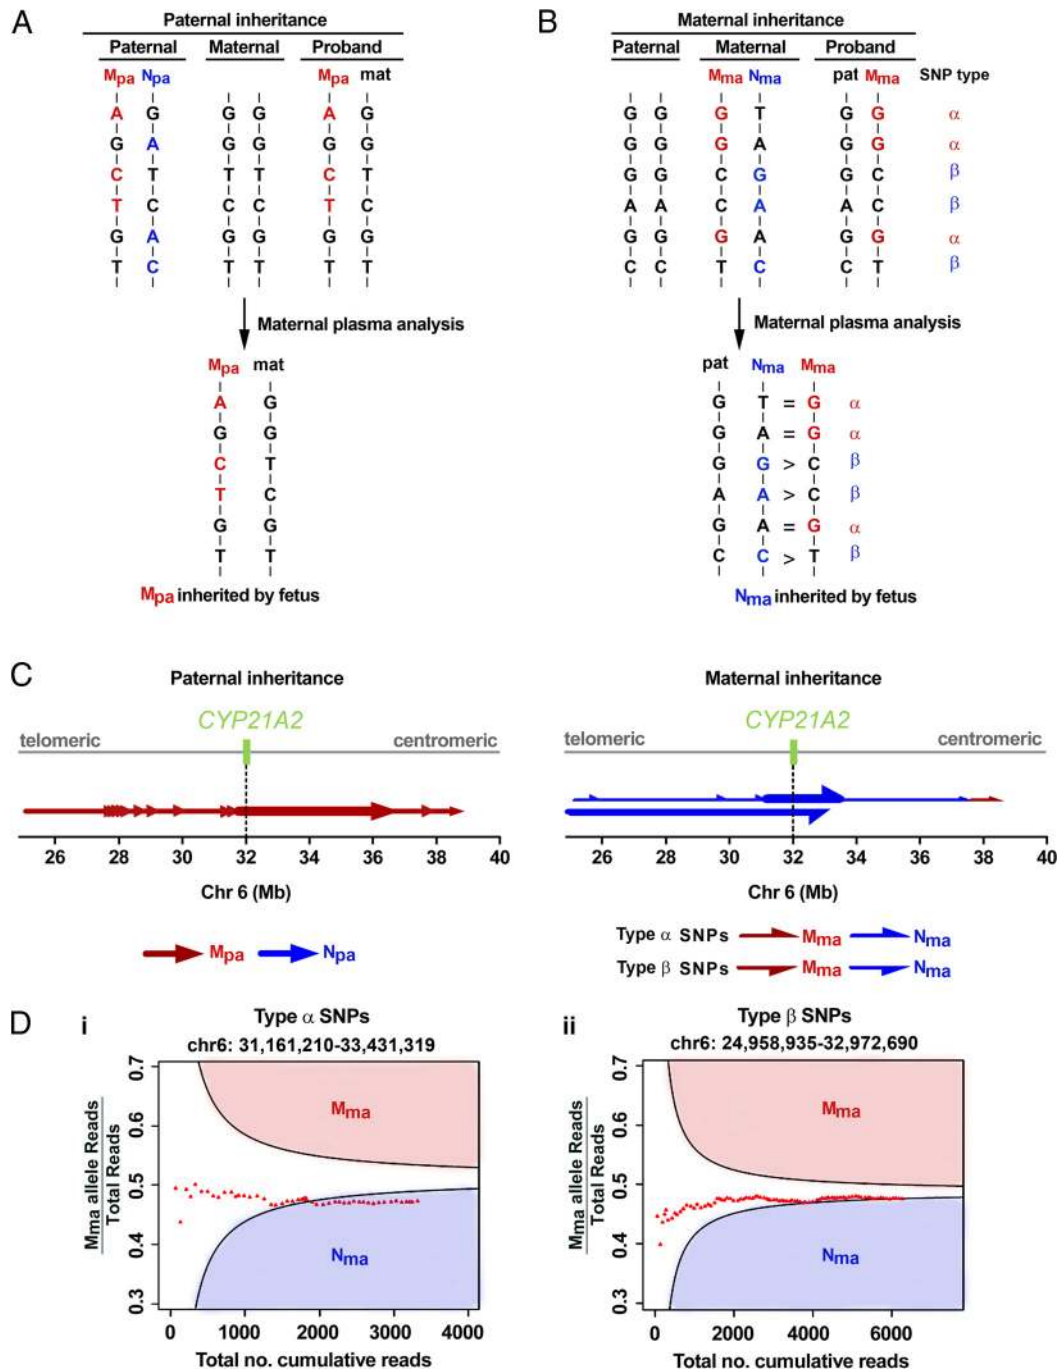 A
Paternal inheritance
Paternal Maternal Proband
Mpa Npa Mpa mat
A G G G A G
G A G G G G
C T T T C T
T C C C T C
G A G G G G
T C T T T T
Maternal plasma analysis
Mpa mat
A G
G G
C T
T C
G G
T T
Mpa inherited by fetus
B
Maternal inheritance
Paternal Maternal Proband
Mma Nma pat Mma SNP type
G G G T G G α
G G G A G G α
G G C G G C β
A A C A A C β
G G G A G G α
C C T C C T β
Maternal plasma analysis
pat Nma Mma
G T = G α
G A = G α
G G > C β
A A > C β
G A = G α
C C > T β
Nma inherited by fetus
C
Paternal inheritance
CYP21A2
telomeric centromeric
26 28 30 32 34 36 38 40
Chr 6 (Mb)
Mpa Npa
Maternal inheritance
CYP21A2
telomeric centromeric
26 28 30 32 34 36 38 40
Chr 6 (Mb)
Type α SNPs Mma Nma
Type β SNPs Mma Nma
D
i
Type α SNPs
chr6: 31,161,210-33,431,319
Mma allele Reads
Total Reads
0.7
0.6
0.5
0.4
0.3
Mma
Nma
0 1000 2000 3000 4000
Total no. cumulative reads
ii
Type β SNPs
chr6: 24,958,935-32,972,690
Mma allele Reads
Total Reads
0.7
0.6
0.5
0.4
0.3
Mma
Nma
0 2000 4000 6000
Total no. cumulative reads